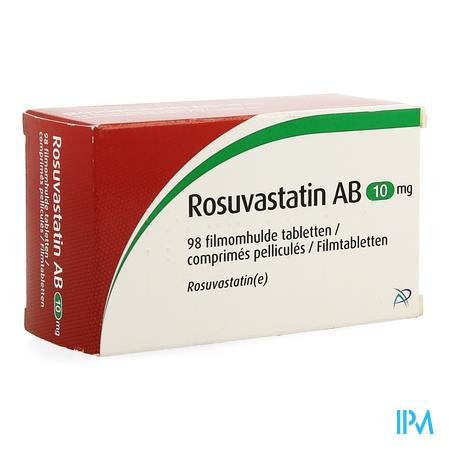 Rosuvastatin AB 10 mg
98 filmomhulde tabletten /
comprimés pelliculés / Filmtabletten
Rosuvastatin(e)
Rosuvastatin AB 10 mg
98 filmomhulde tabletten /
comprimés pelliculés / Filmtabletten
IPM